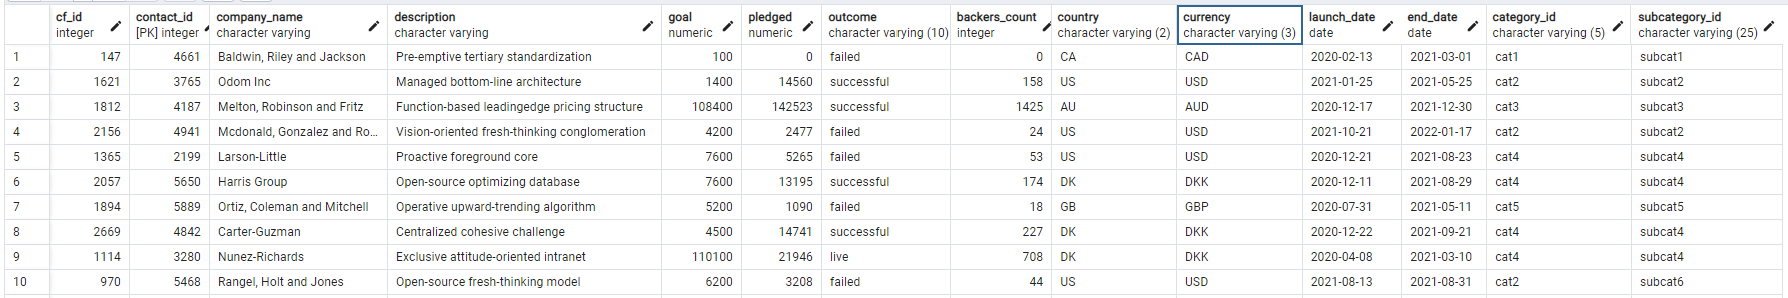 cf_id contact_id company_name description goal pledged outcome backers_count country currency launch_date end_date category_id subcategory_id
integer [PK] integer character varying character varying numeric numeric character varying (10) integer character varying (2) character varying (3) date date character varying (5) character varying (25)
1 147 4661 Baldwin, Riley and Jackson Pre-emptive tertiary standardization 100 0 failed 0 CA CAD 2020-02-13 2021-03-01 cat1 subcat1
2 1621 3765 Odom Inc Managed bottom-line architecture 1400 14560 successful 158 US USD 2021-01-25 2021-05-25 cat2 subcat2
3 1812 4187 Melton, Robinson and Fritz Function-based leadingedge pricing structure 108400 142523 successful 1425 AU AUD 2020-12-17 2021-12-30 cat3 subcat3
4 2156 4941 Mcdonald, Gonzalez and Ro... Vision-oriented fresh-thinking conglomeration 4200 2477 failed 24 US USD 2021-10-21 2022-01-17 cat2 subcat2
5 1365 2199 Larson-Little Proactive foreground core 7600 5265 failed 53 US USD 2020-12-21 2021-08-23 cat4 subcat4
6 2057 5650 Harris Group Open-source optimizing database 7600 13195 successful 174 DK DKK 2020-12-11 2021-08-29 cat4 subcat4
7 1894 5889 Ortiz, Coleman and Mitchell Operative upward-trending algorithm 5200 1090 failed 18 GB GBP 2020-07-31 2021-05-11 cat5 subcat5
8 2669 4842 Carter-Guzman Centralized cohesive challenge 4500 14741 successful 227 DK DKK 2020-12-22 2021-09-21 cat4 subcat4
9 1114 3280 Nunez-Richards Exclusive attitude-oriented intranet 110100 21946 live 708 DK DKK 2020-04-08 2021-03-10 cat4 subcat4
10 970 5468 Rangel, Holt and Jones Open-source fresh-thinking model 6200 3208 failed 44 US USD 2021-08-13 2021-08-31 cat2 subcat6